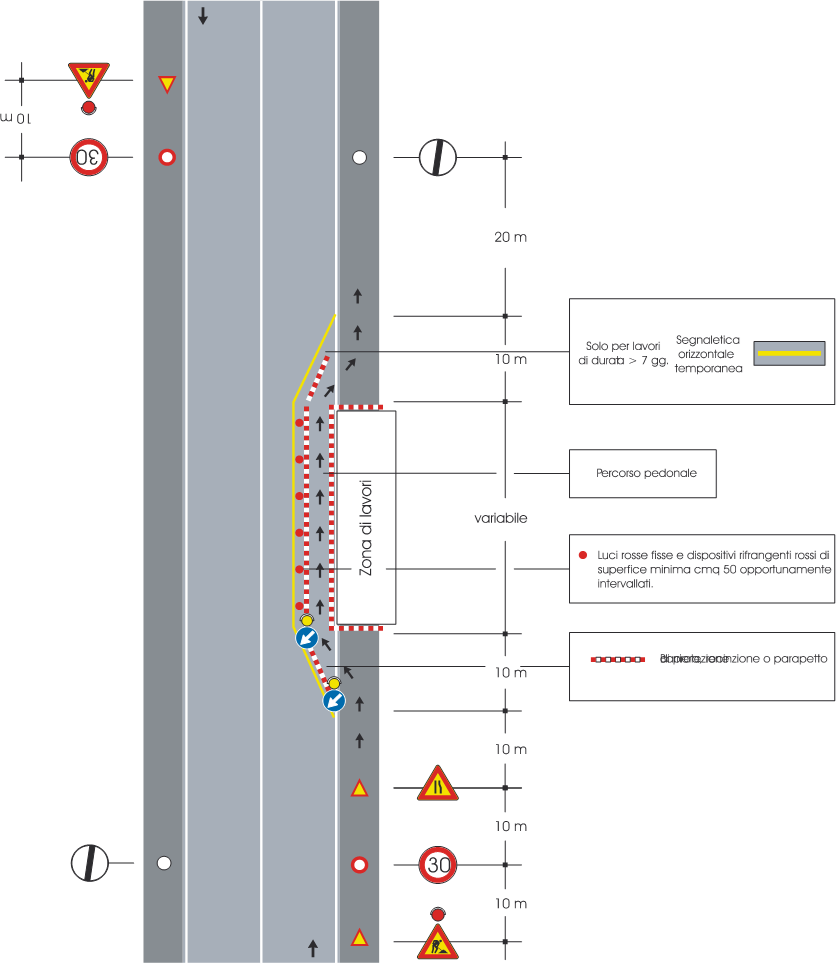 10 m
30
20 m
Solo per lavori
di durata > 7 gg.
Segnaletica
orizzontale
temporanea
10 m
Percorso pedonale
Zona di lavori
variabile
Luci rosse fisse e dispositivi rifrangenti rossi di
superfice minima cmq 50 opportunamente
intervallati.
o parapetto
10 m
10 m
10 m
30
10 m